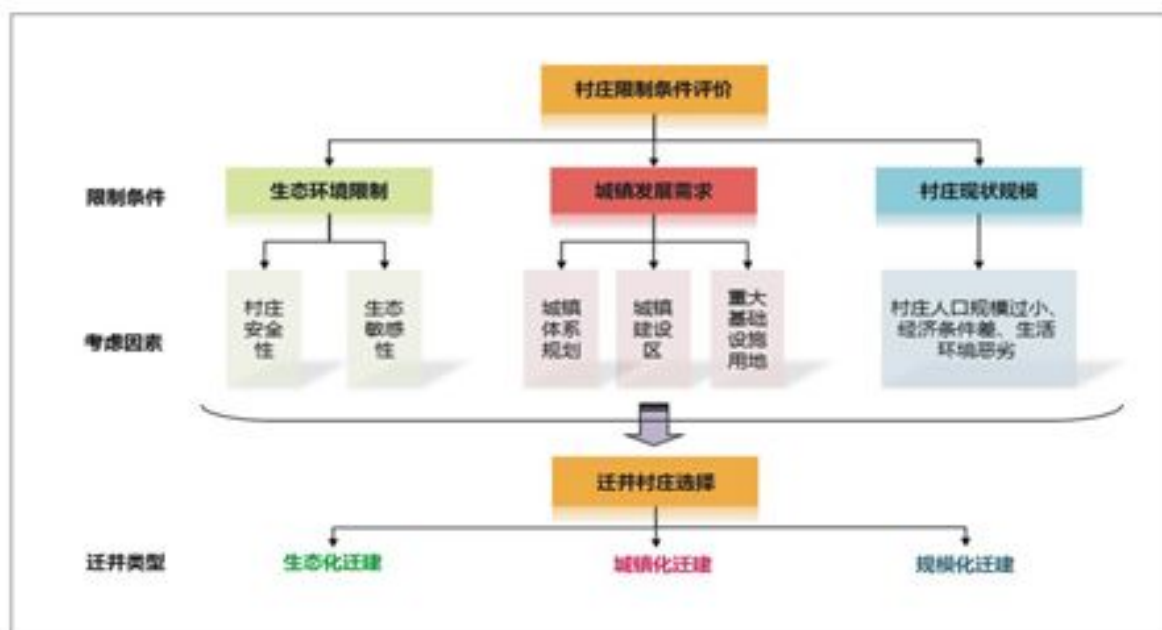 村庄限制条件评价
限制条件
生态环境限制
城镇发展需求
村庄现状规模
考虑因素
村庄
安全
性
生态
敏感
性
城镇
体系
规划
城镇
建设
区
重大
基础
设施
用地
村庄人口规模过小、
经济条件差、生活
环境恶劣
迁并村庄选择
迁并类型
生态化迁建
城镇化迁建
规模化迁建